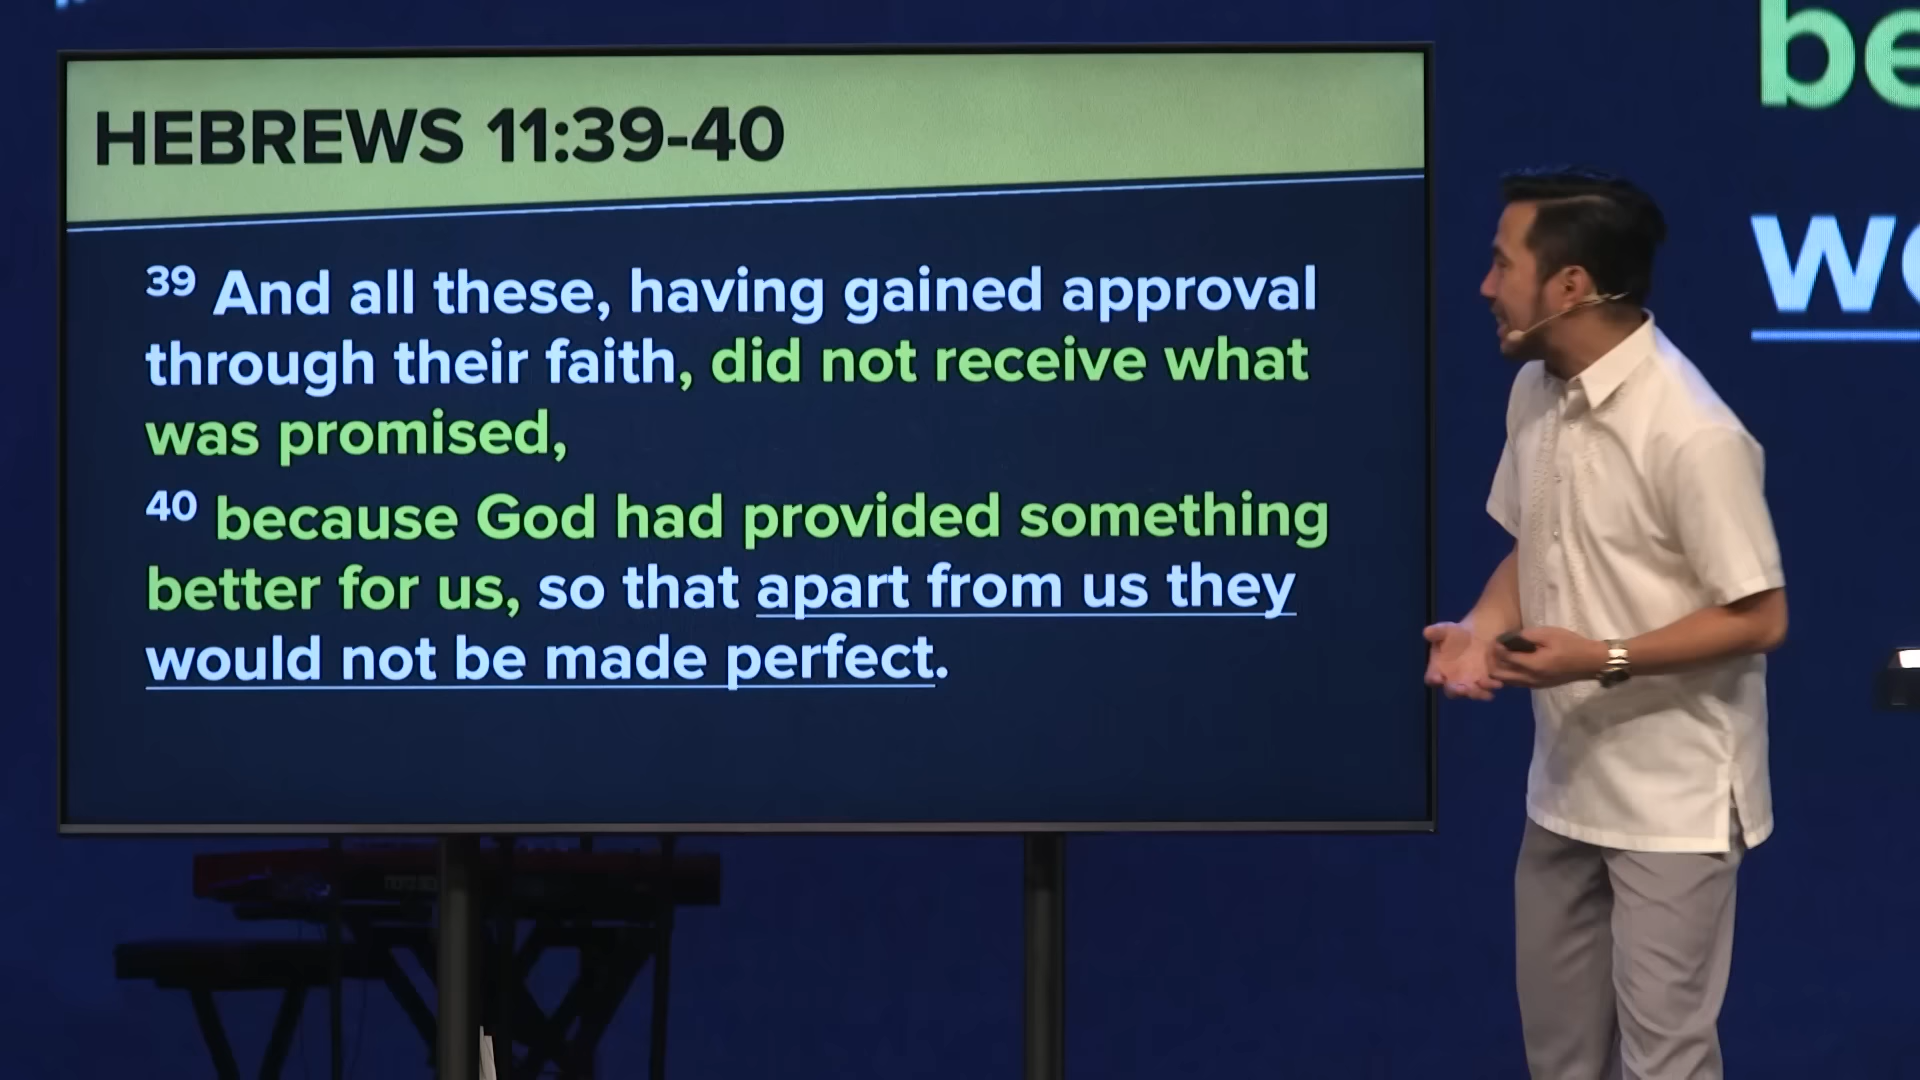 HEBREWS 11:39-40
39 And all these, having gained approval
through their faith, did not receive what
was promised,
40 because God had provided something
better for us, so that apart from us they
would not be made perfect.
be